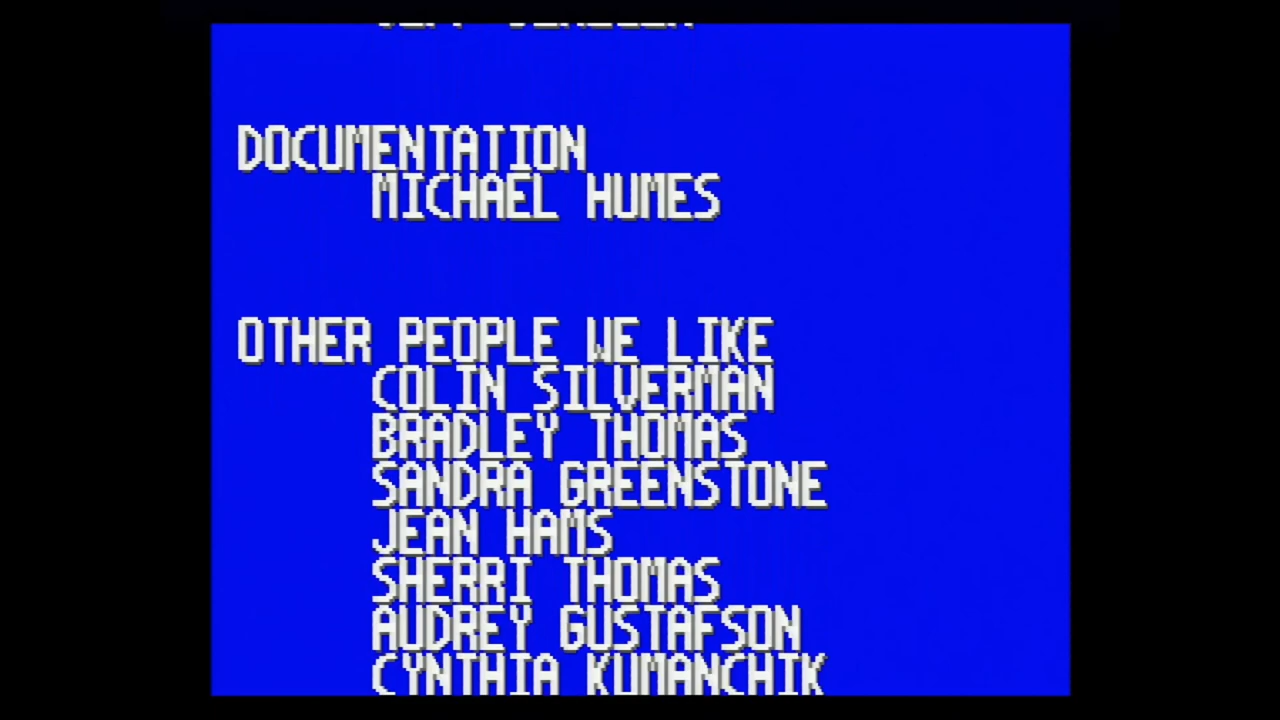 DOCUMENTATION
MICHAEL HUMES
OTHER PEOPLE WE LIKE
COLIN SILVERMAN
BRADLEY THOMAS
SANDRA GREENSTONE
JEAN HAMS
SHERRI THOMAS
AUDREY GUSTAFSON
CYNTHIA KUMANCHIK